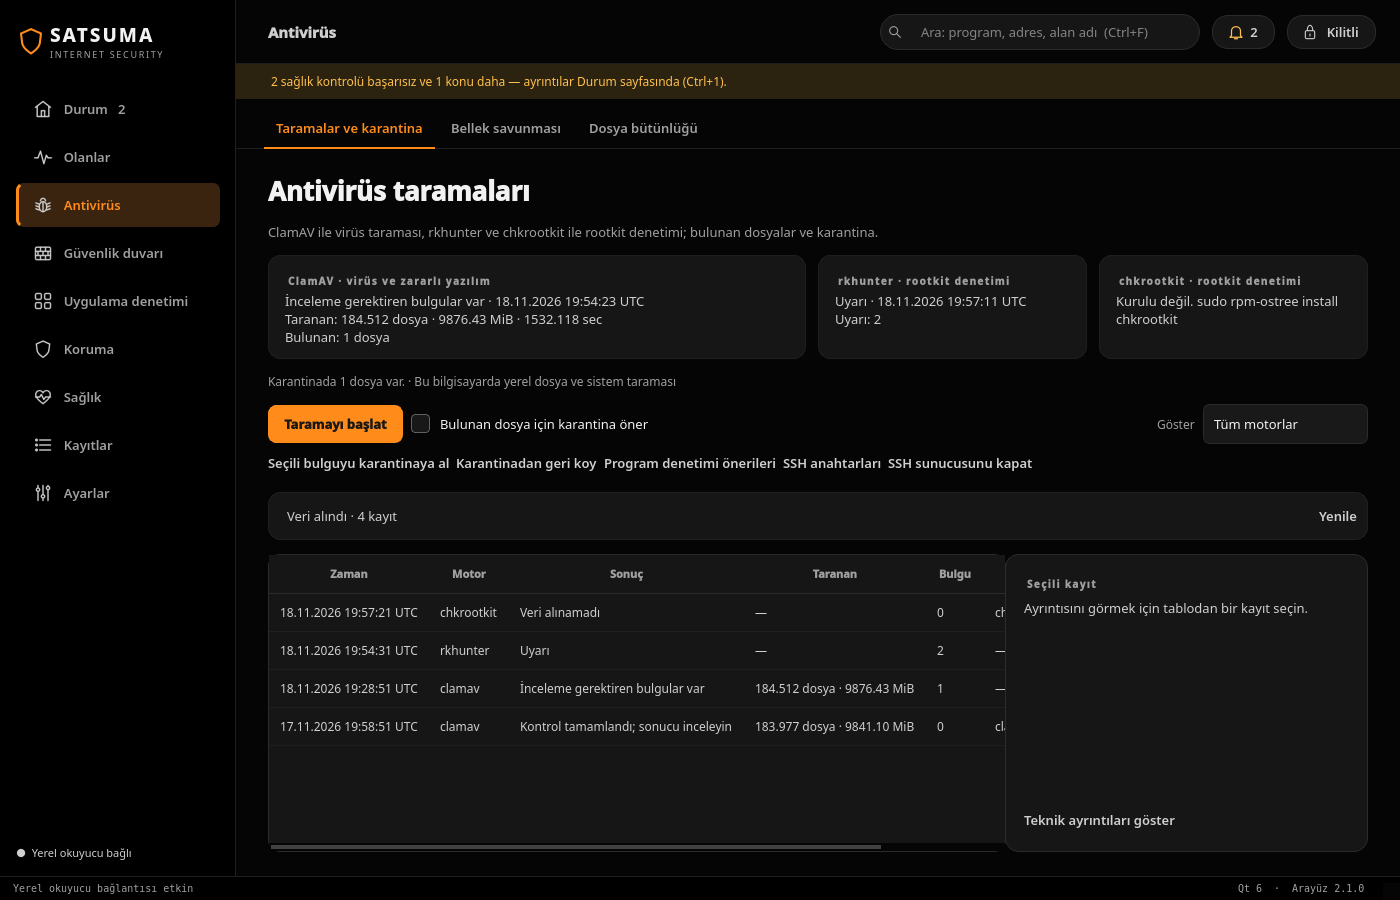 SATSUMA
INTERNET SECURITY
Durum 2
Olanlar
Antivirüs
Güvenlik duvarı
Uygulama denetimi
Koruma
Sağlık
Kayıtlar
Ayarlar
Yerel okuyucu bağlı
Antivirüs
Ara: program, adres, alan adı (Ctrl+F)
2
Kilitli
2 sağlık kontrolü başarısız ve 1 konu daha — ayrıntılar Durum sayfasında (Ctrl+1).
Taramalar ve karantina
Bellek savunması
Dosya bütünlüğü
Antivirüs taramaları
ClamAV ile virüs taraması, rkhunter ve chkrootkit ile rootkit denetimi; bulunan dosyalar ve karantina.
ClamAV · virüs ve zararlı yazılım
İnceleme gerektiren bulgular var · 18.11.2026 19:54:23 UTC
Taranan: 184.512 dosya · 9876.43 MiB · 1532.118 sec
Bulunan: 1 dosya
rkhunter · rootkit denetimi
Uyarı · 18.11.2026 19:57:11 UTC
Uyarı: 2
chkrootkit · rootkit denetimi
Kurulu değil. sudo rpm-ostree install
chkrootkit
Karantinada 1 dosya var. · Bu bilgisayarda yerel dosya ve sistem taraması
Taramayı başlat
Bulunan dosya için karantina öner
Göster
Tüm motorlar
Seçili bulguyu karantinaya al Karantinadan geri koy Program denetimi önerileri SSH anahtarları SSH sunucusunu kapat
Veri alındı · 4 kayıt
Yenile
Zaman Motor Sonuç Taranan Bulgu
18.11.2026 19:57:21 UTC chkrootkit Veri alınamadı — 0 ch
18.11.2026 19:54:31 UTC rkhunter Uyarı — 2 —
18.11.2026 19:28:51 UTC clamav İnceleme gerektiren bulgular var 184.512 dosya · 9876.43 MiB 1 —
17.11.2026 19:58:51 UTC clamav Kontrol tamamlandı; sonucu inceleyin 183.977 dosya · 9841.10 MiB 0 cl
Seçili kayıt
Ayrıntısını görmek için tablodan bir kayıt seçin.
Teknik ayrıntıları göster
Yerel okuyucu bağlantısı etkin
Qt 6 · Arayüz 2.1.0